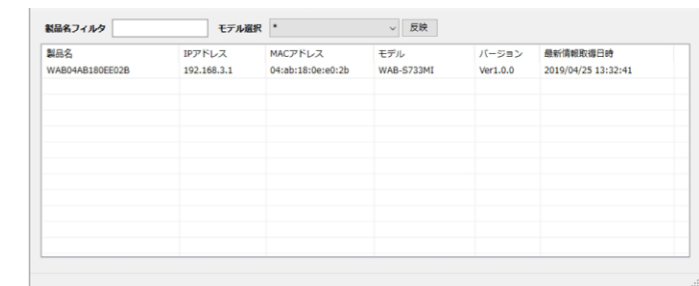 製品名フィルタ モデル選択 * 反映
製品名 IPアドレス MACアドレス モデル バージョン 最新情報取得日時
WAB04AB180EE02B 192.168.3.1 04:ab:18:0e:e0:2b WAB-S733MI Ver1.0.0 2019/04/25 13:32:41